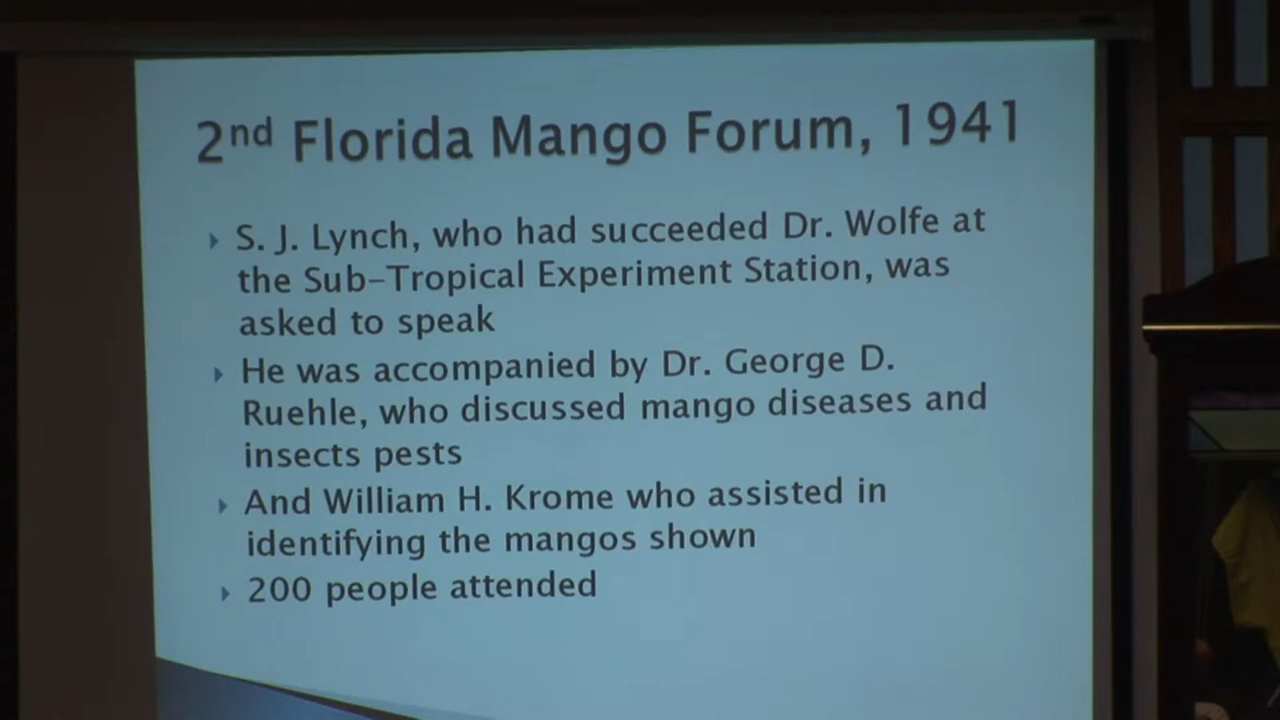 2nd Florida Mango Forum, 1941
S. J. Lynch, who had succeeded Dr. Wolfe at
the Sub-Tropical Experiment Station, was
asked to speak
He was accompanied by Dr. George D.
Ruehle, who discussed mango diseases and
insects pests
And William H. Krome who assisted in
identifying the mangos shown
200 people attended